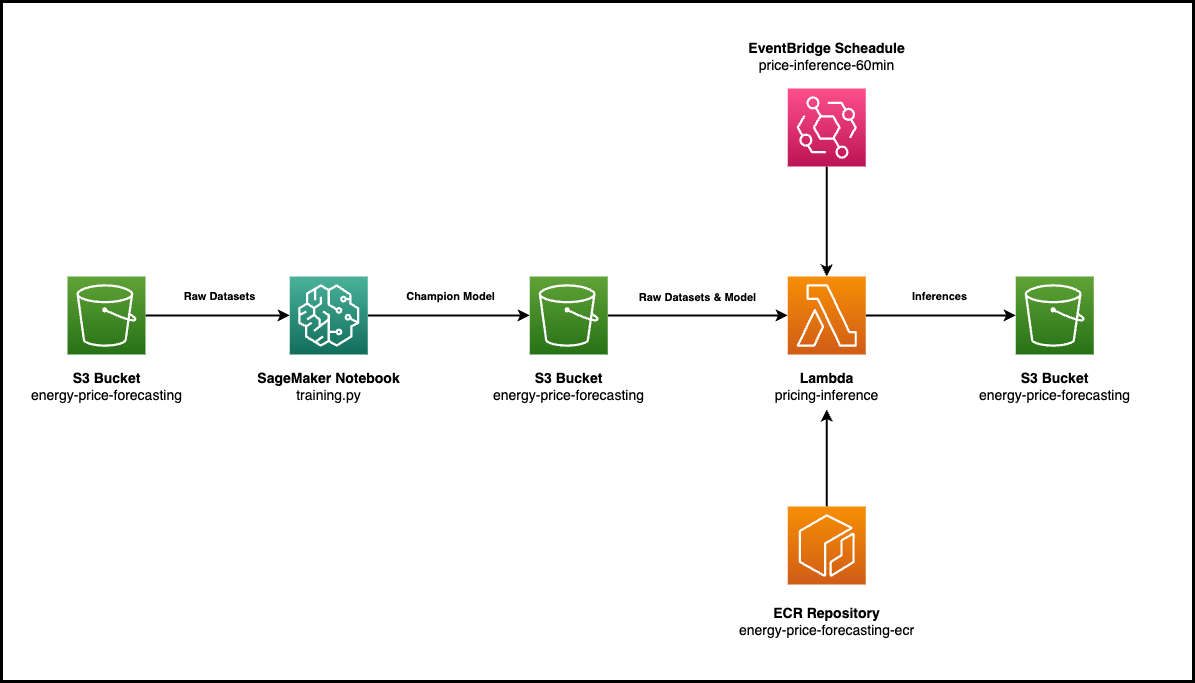 EventBridge Scheadule
price-inference-60min
Raw Datasets
Champion Model
Raw Datasets & Model
Inferences
S3 Bucket
energy-price-forecasting
SageMaker Notebook
training.py
S3 Bucket
energy-price-forecasting
Lambda
pricing-inference
S3 Bucket
energy-price-forecasting
ECR Repository
energy-price-forecasting-ecr